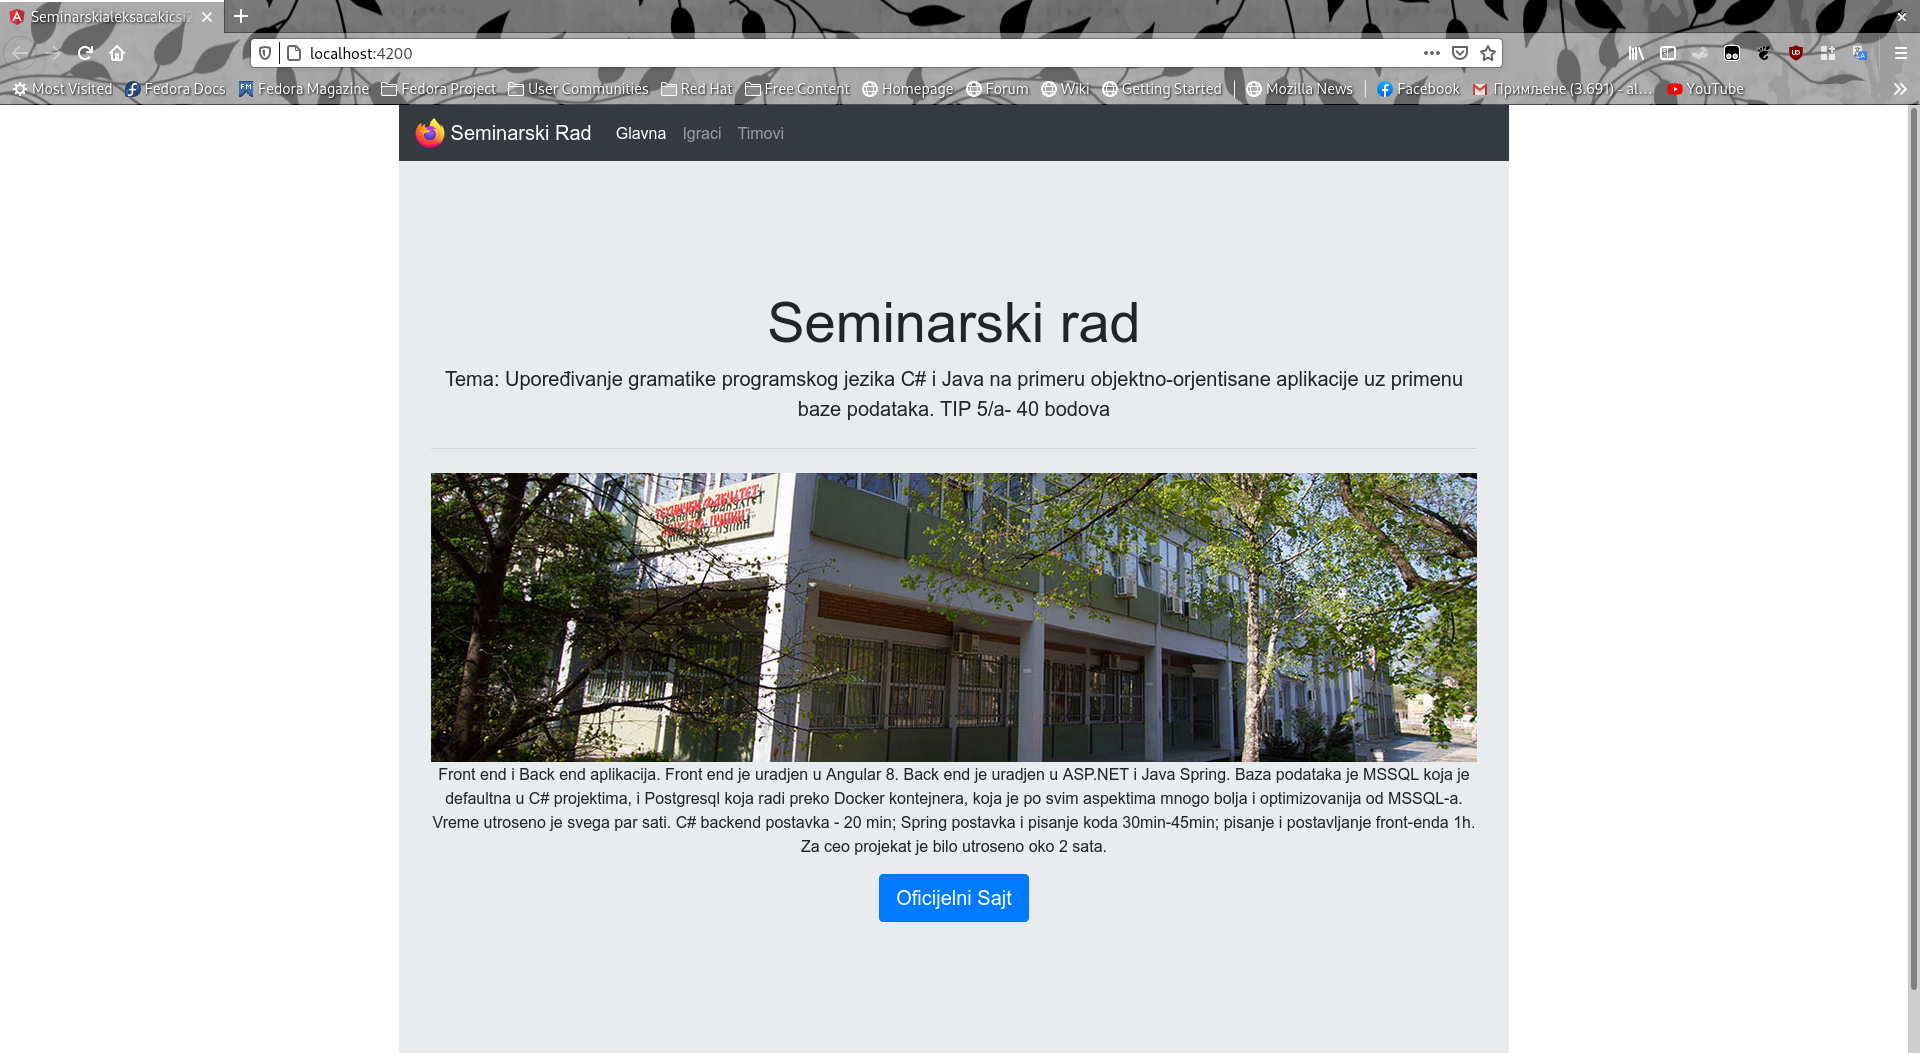 Seminarskialeksacakicsi2
localhost:4200
Most Visited Fedora Docs Fedora Magazine Fedora Project User Communities Red Hat Free Content Homepage Forum Wiki Getting Started Mozilla News Facebook Примљене (3.691) - al... YouTube
Seminarski Rad Glavna Igraci Timovi
Seminarski rad
Tema: Upoređivanje gramatike programskog jezika C# i Java na primeru objektno-orjentisane aplikacije uz primenu
baze podataka. TIP 5/a- 40 bodova
ТЕХНИЧКИ ФАКУЛТЕТ
"МИХАЈЛО ПУПИН"
Front end i Back end aplikacija. Front end je uradjen u Angular 8. Back end je uradjen u ASP.NET i Java Spring. Baza podataka je MSSQL koja je
defaultna u C# projektima, i Postgresql koja radi preko Docker kontejnera, koja je po svim aspektima mnogo bolja i optimizovanija od MSSQL-a.
Vreme utroseno je svega par sati. C# backend postavka - 20 min; Spring postavka i pisanje koda 30min-45min; pisanje i postavljanje front-enda 1h.
Za ceo projekat je bilo utroseno oko 2 sata.
Oficijelni Sajt